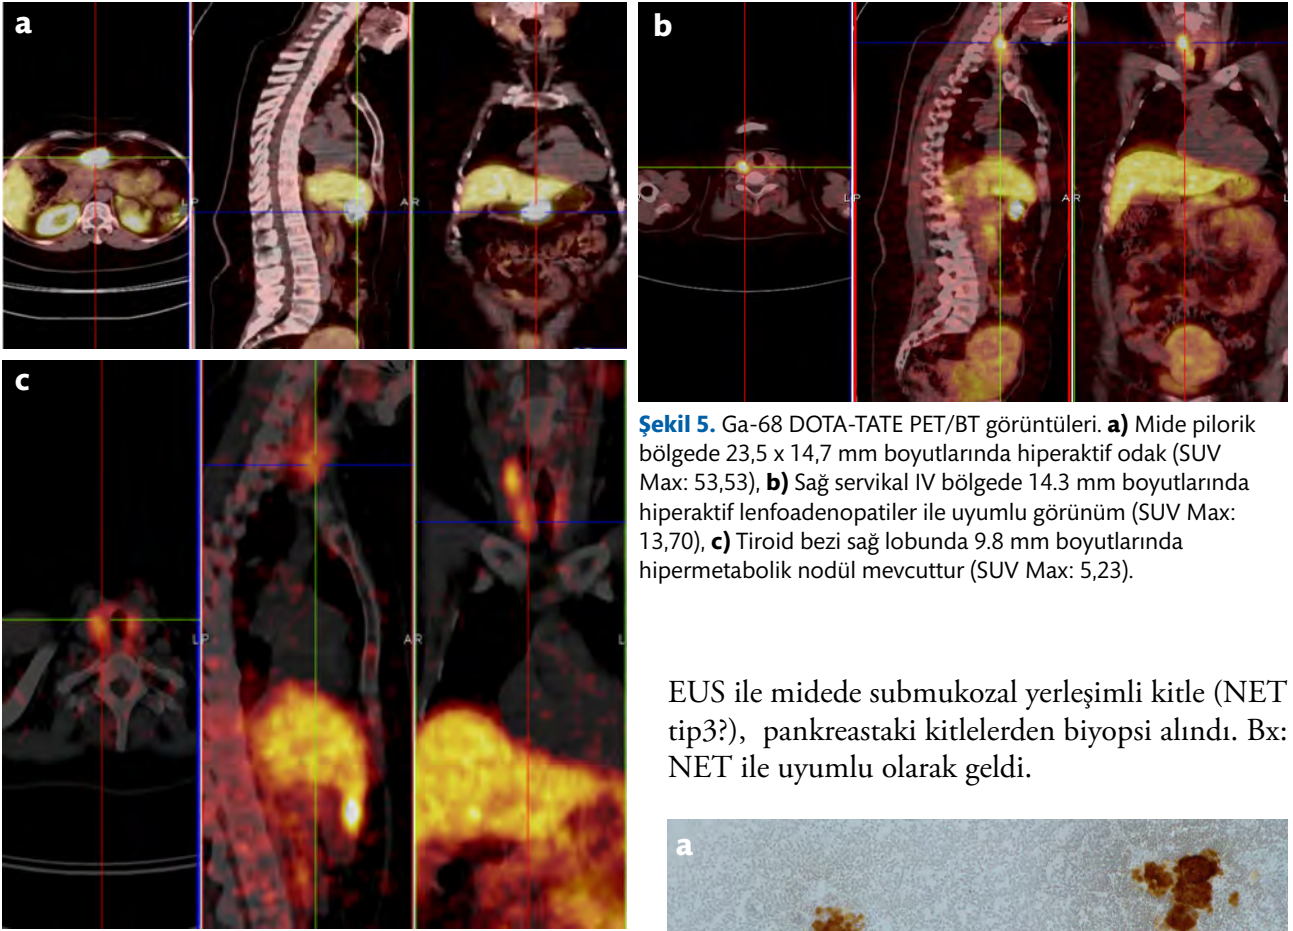 a
LP
AR
b
LP
AR
L
c
LP
AR
L
Şekil 5. Ga-68 DOTA-TATE PET/BT görüntüleri. a) Mide pilorik
bölgede 23,5 x 14,7 mm boyutlarında hiperaktif odak (SUV
Max: 53,53), b) Sağ servikal IV bölgede 14.3 mm boyutlarında
hiperaktif lenfoadenopatiler ile uyumlu görünüm (SUV Max:
13,70), c) Tiroid bezi sağ lobunda 9.8 mm boyutlarında
hipermetabolik nodül mevcuttur (SUV Max: 5,23).
EUS ile midede submukozal yerleşimli kitle (NET
tip3?), pankreastaki kitlelerden biyopsi alındı. Bx:
NET ile uyumlu olarak geldi.
a